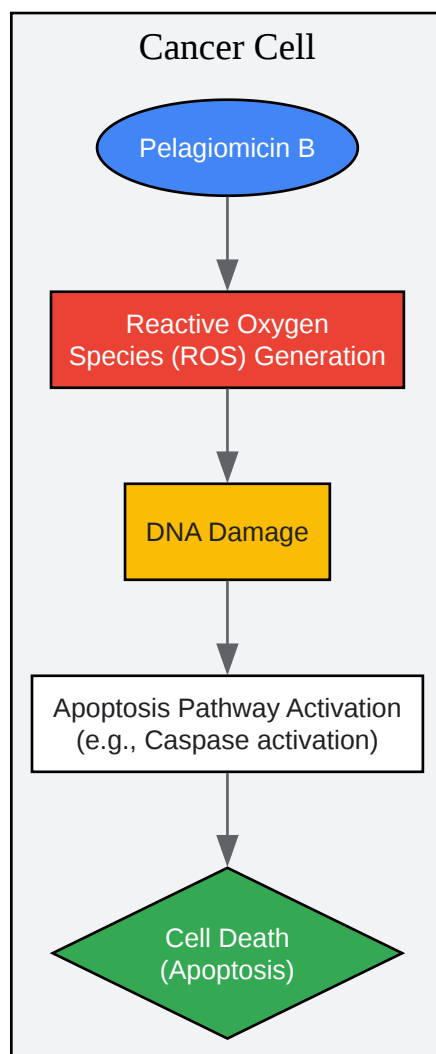 Cancer Cell
Pelagiomicin B
Reactive Oxygen
Species (ROS) Generation
DNA Damage
Apoptosis Pathway Activation
(e.g., Caspase activation)
Cell Death
(Apoptosis)